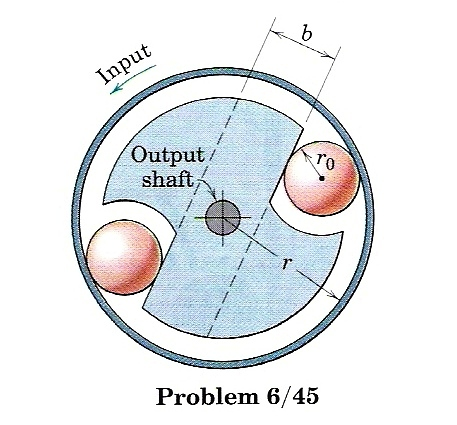 b
Input
Output
shaft
r0
r
Problem 6/45